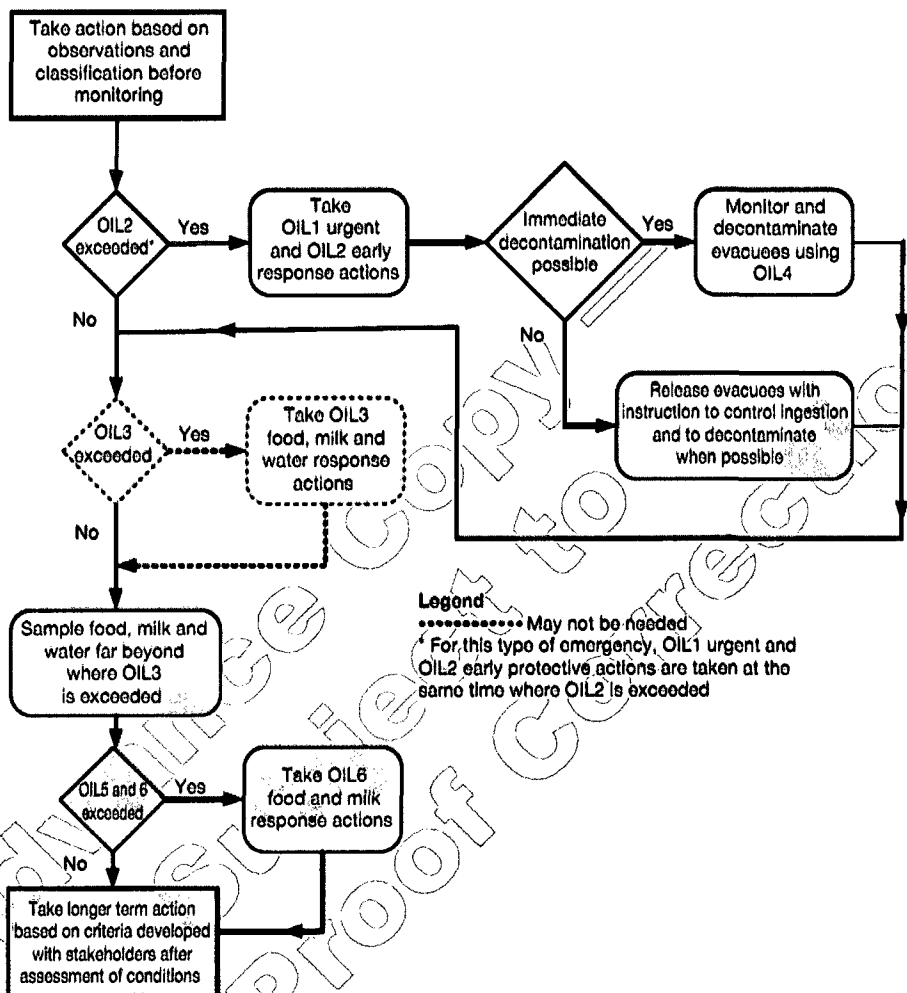 Take action based on
observations and
classification before
monitoring
OIL2
exceeded*
Yes
Take
OIL1 urgent
and OIL2 early
response actions
Immediate
decontamination
possible
Yes
Monitor and
decontaminate
evacuees using
OIL4
No
No
Release evacuees with
instruction to control ingestion
and to decontaminate
when possible
OIL3
exceeded
Yes
Take OIL3
food, milk and
water response
actions
No
Sample food, milk and
water far beyond
where OIL3
is exceeded
Legend
May not be needed
* For this type of emergency, OIL1 urgent and
OIL2 early protective actions are taken at the
same time where OIL2 is exceeded
OIL5 and 6
exceeded
Yes
Take OIL6
food and milk
response actions
No
Take longer term action
based on criteria developed
with stakeholders after
assessment of conditions
Advance Copy
Subject to
Proof Correctio